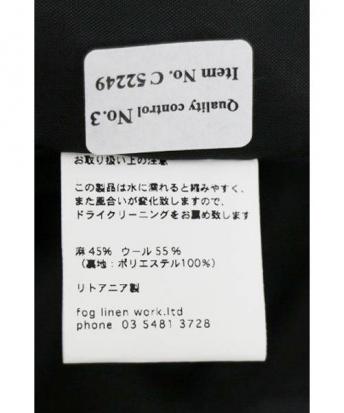 Quality control No.3
Item No. C 52249
お取り扱い上の注意
この製品は水に濡れると縮みやすく、
また風合いが変化致しますので、
ドライクリーニングをお薦め致します
麻 45% ウール 55%
(裏地:ポリエステル100%)
リトアニア製
fog linen work.ltd
phone 03 5481 3728